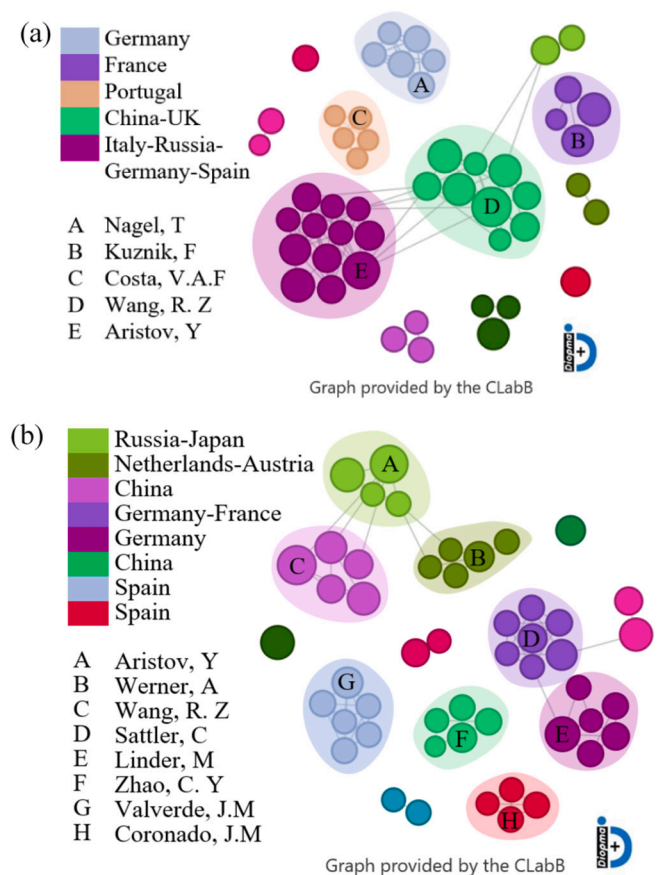 (a)
Germany
France
Portugal
China-UK
Italy-Russia-
Germany-Spain
A Nagel, T
B Kuznik, F
C Costa, V.A.F
D Wang, R. Z
E Aristov, Y
A
B
C
D
E
Diopma
Graph provided by the CLabB
(b)
Russia-Japan
Netherlands-Austria
China
Germany-France
Germany
China
Spain
Spain
A Aristov, Y
B Werner, A
C Wang, R. Z
D Sattler, C
E Linder, M
F Zhao, C. Y
G Valverde, J.M
H Coronado, J.M
A
B
C
D
E
G
F
H
Diopma
Graph provided by the CLabB